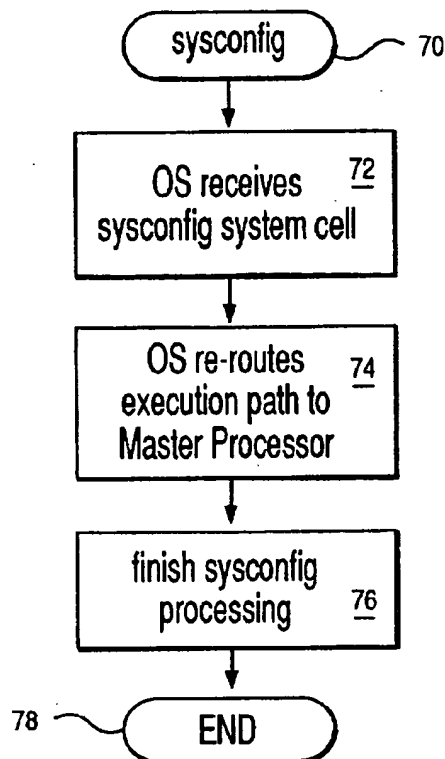 sysconfig
70
OS receives 72
sysconfig system cell
OS re-routes 74
execution path to
Master Processor
finish sysconfig
processing 76
78
END